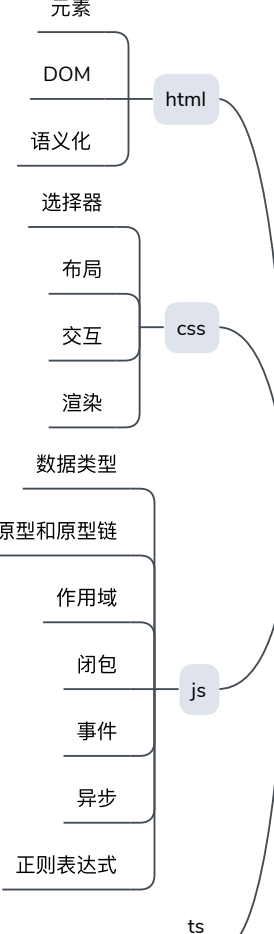 元素
DOM
html
语义化
选择器
布局
css
交互
渲染
数据类型
原型和原型链
作用域
闭包
js
事件
异步
正则表达式
ts